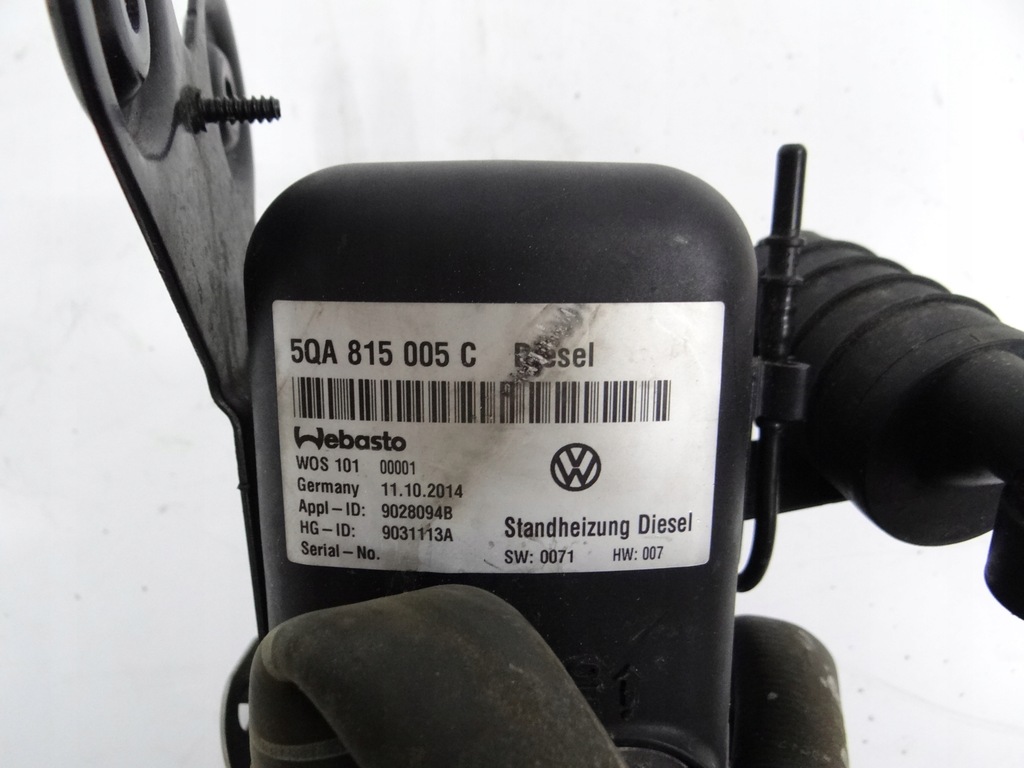 5QA 815 005 C Diesel
Webasto
WOS 101 00001
Germany 11.10.2014
Appl-ID: 9028094B
HG-ID: 9031113A
Serial-No.
Standheizung Diesel
SW: 0071 HW: 007